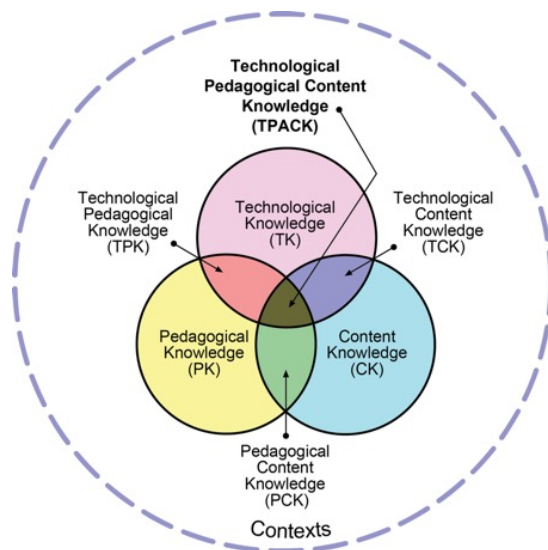 Technological
Pedagogical Content
Knowledge
(TPACK)
Technological
Pedagogical
Knowledge
(TPK)
Technological
Knowledge
(TK)
Technological
Content
Knowledge
(TCK)
Pedagogical
Knowledge
(PK)
Content
Knowledge
(CK)
Pedagogical
Content
Knowledge
(PCK)
Contexts